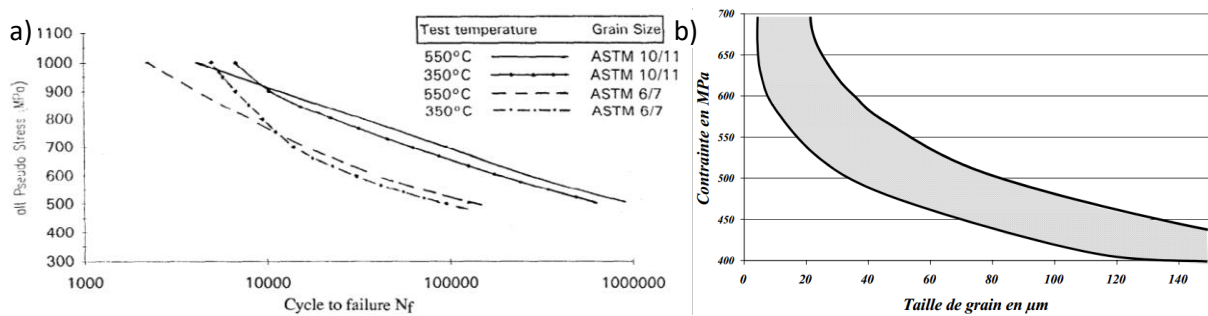 a)
Test temperature Grain Size
550°C ASTM 10/11
350°C ASTM 10/11
550°C ASTM 6/7
350°C ASTM 6/7
1100
1000
900
800
700
600
500
400
300
alt Pseudo Stress (MPa)
1000 10000 100000 1000000
Cycle to failure Nf
b)
700
650
600
550
500
450
400
Contrainte en MPa
0 20 40 60 80 100 120 140
Taille de grain en µm